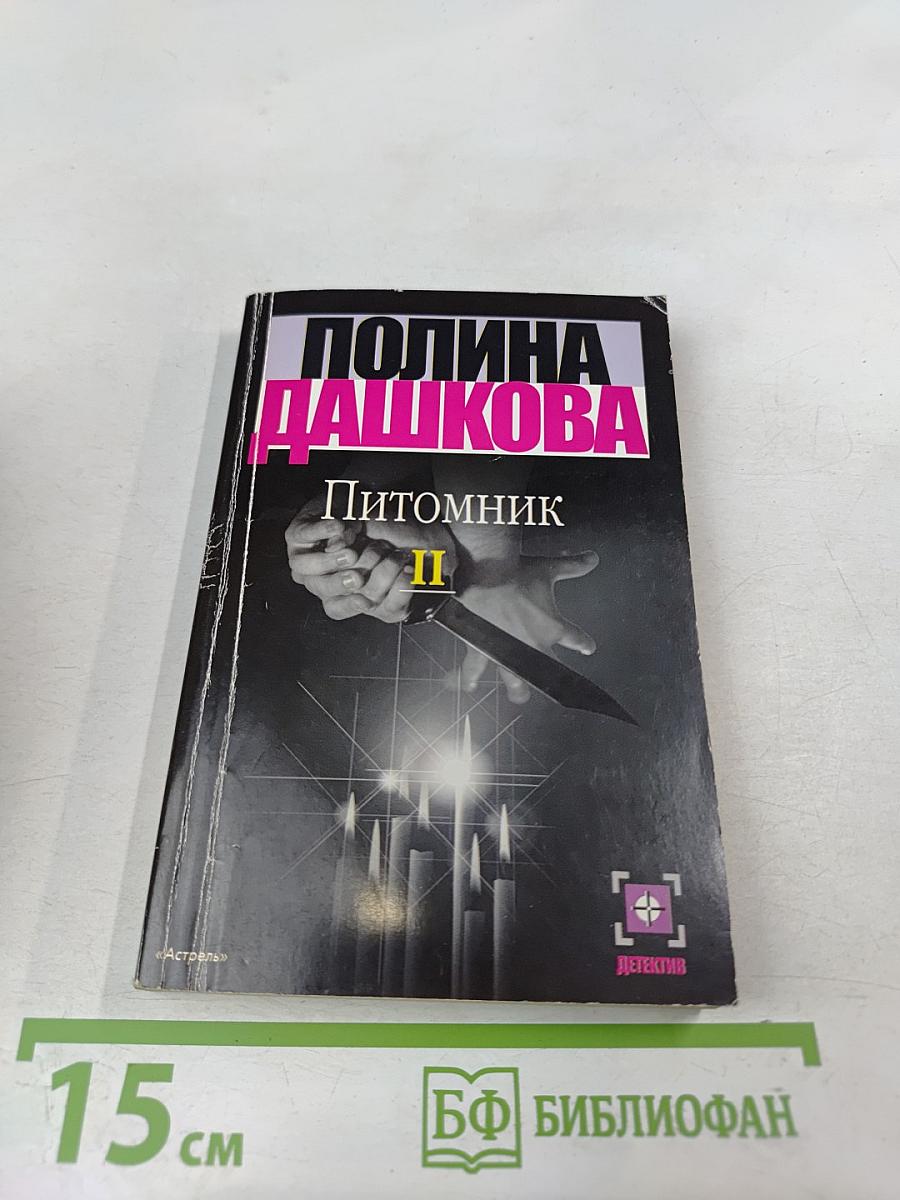 ПОЛИНА
ДАШКОВА
Питомник
II
«Астрель»
ДЕТЕКТИВ
15 см
БФ БИБЛИОФАН